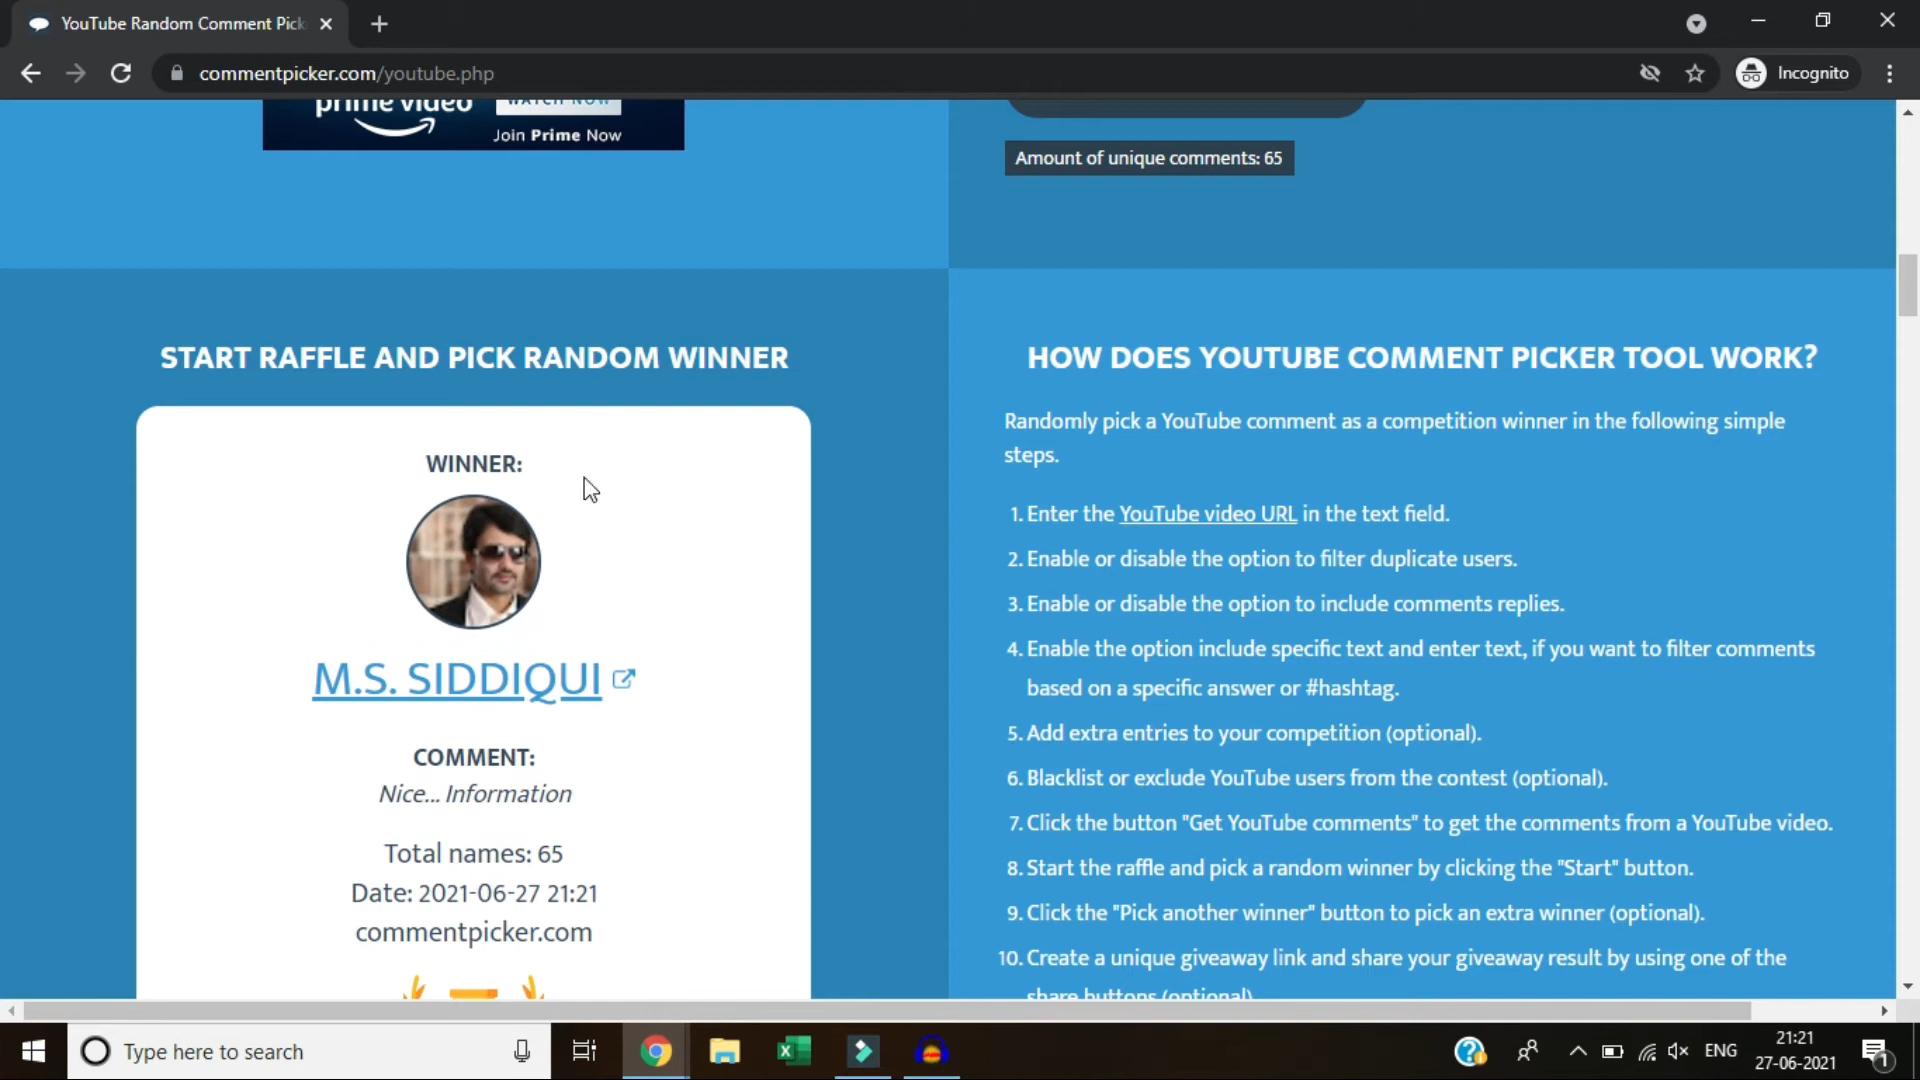 YouTube Random Comment Pick
commentpicker.com/youtube.php
Incognito
prime video
WATCH NOW
Join Prime Now
Amount of unique comments: 65
START RAFFLE AND PICK RANDOM WINNER
WINNER:
M.S. SIDDIQUI
COMMENT:
Nice... Information
Total names: 65
Date: 2021-06-27 21:21
commentpicker.com
HOW DOES YOUTUBE COMMENT PICKER TOOL WORK?
Randomly pick a YouTube comment as a competition winner in the following simple
steps.
1. Enter the YouTube video URL in the text field.
2. Enable or disable the option to filter duplicate users.
3. Enable or disable the option to include comments replies.
4. Enable the option include specific text and enter text, if you want to filter comments
based on a specific answer or #hashtag.
5. Add extra entries to your competition (optional).
6. Blacklist or exclude YouTube users from the contest (optional).
7. Click the button "Get YouTube comments" to get the comments from a YouTube video.
8. Start the raffle and pick a random winner by clicking the "Start" button.
9. Click the "Pick another winner" button to pick an extra winner (optional).
10. Create a unique giveaway link and share your giveaway result by using one of the
share buttons (optional)
Type here to search
ENG
21:21
27-06-2021
1